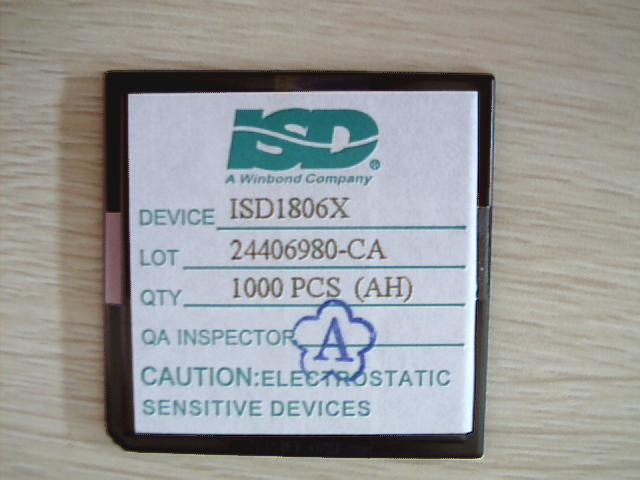 ISD®
A Winbond Company
DEVICE ISD1806X
LOT 24406980-CA
QTY 1000 PCS (AH)
QA INSPECTOR A
CAUTION:ELECTROSTATIC
SENSITIVE DEVICES